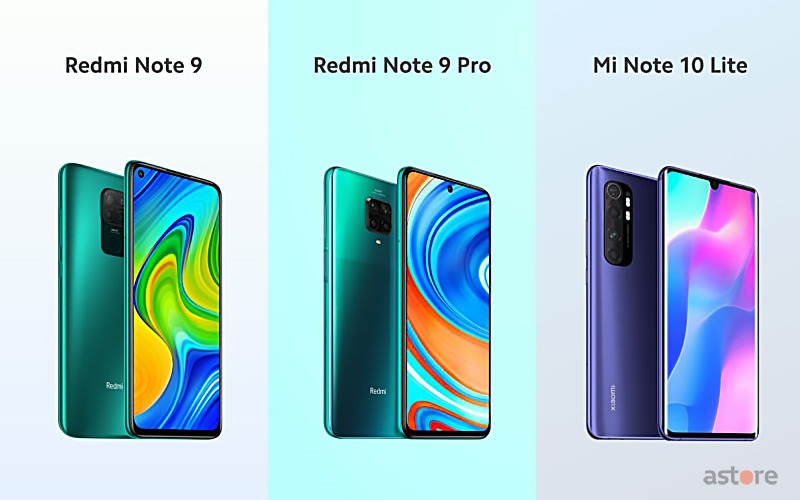 Redmi Note 9
Redmi Note 9 Pro
Mi Note 10 Lite
Redmi
Redmi
xiaomi
astore